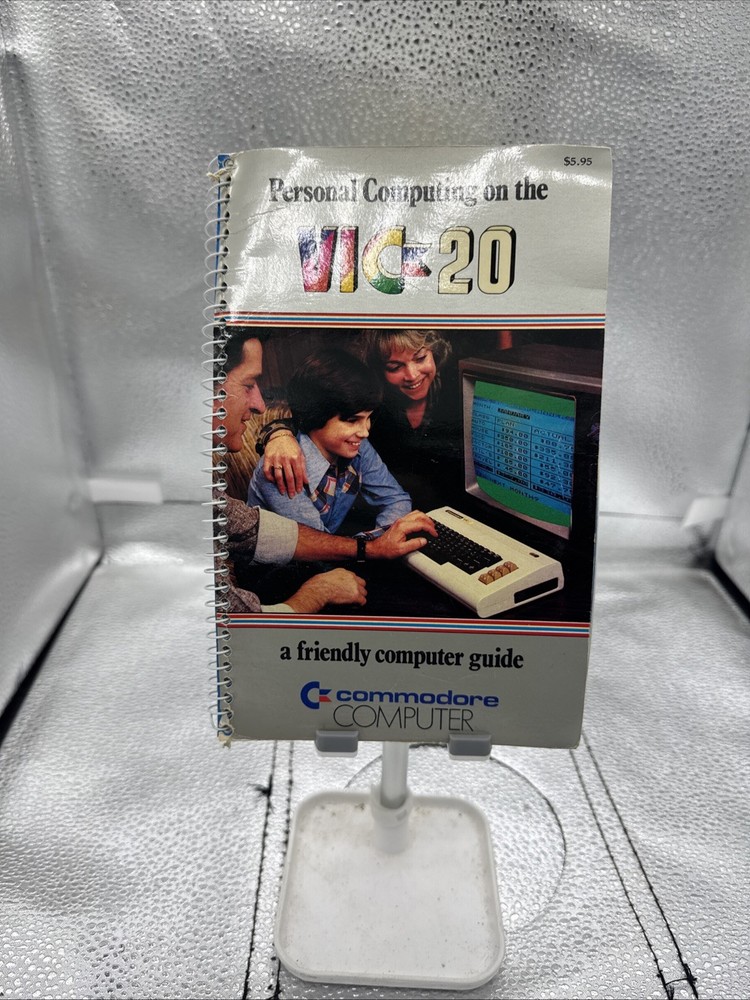 $5.95
Personal Computing on the
VIC 20
a friendly computer guide
commodore
COMPUTER